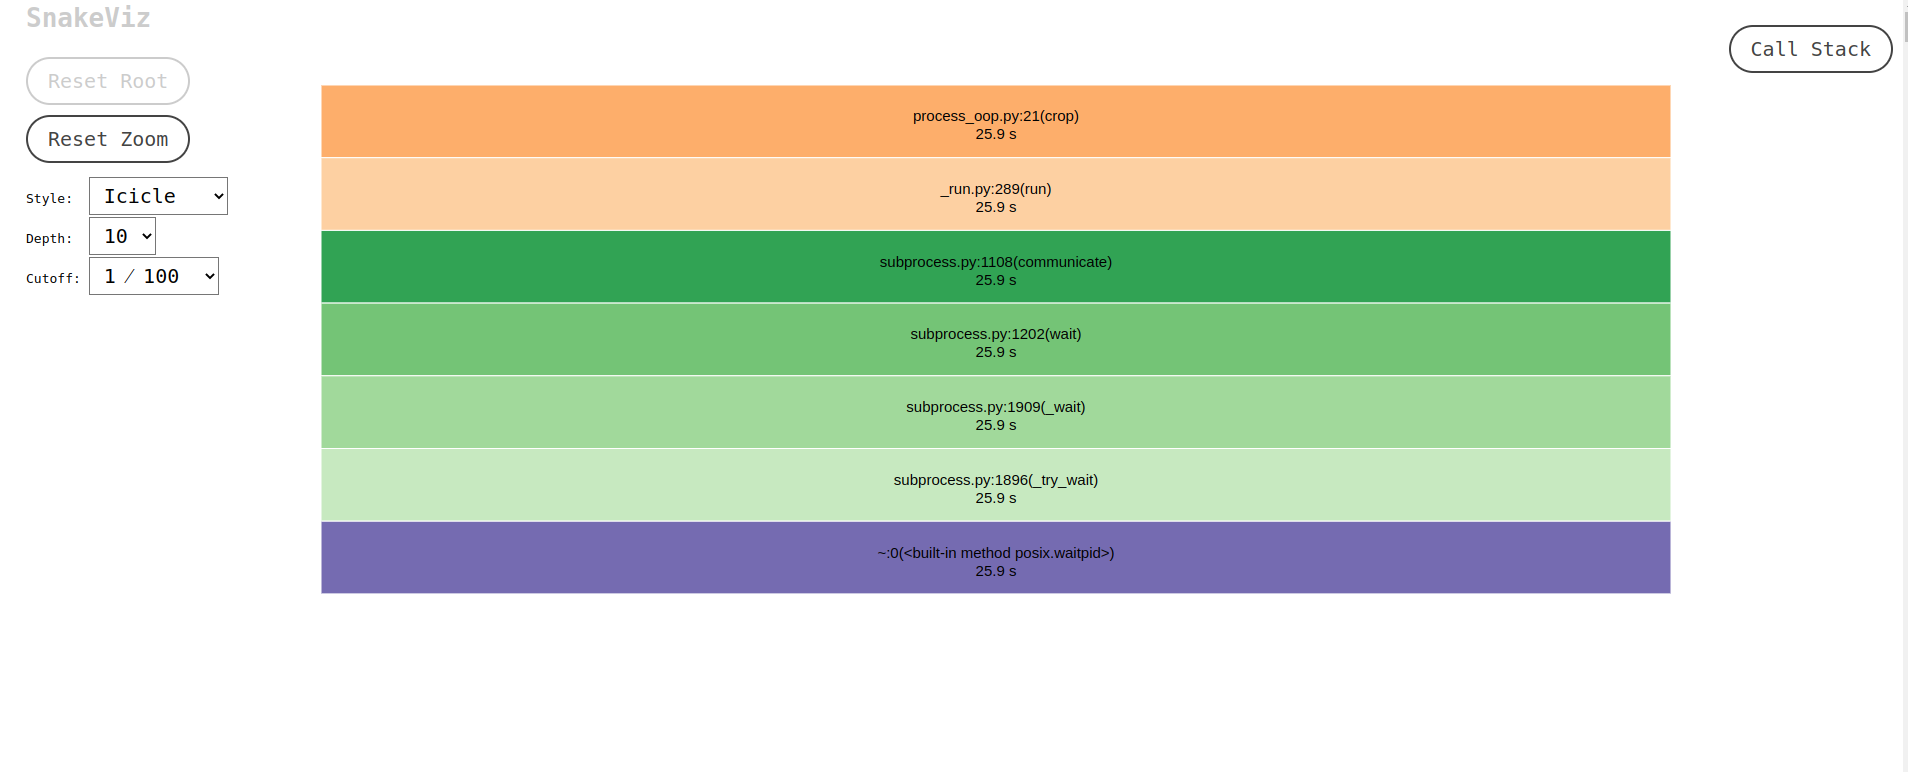 SnakeViz
Reset Root
Reset Zoom
Style: Icicle
Depth: 10
Cutoff: 1 / 100
Call Stack
process_oop.py:21(crop)
25.9 s
_run.py:289(run)
25.9 s
subprocess.py:1108(communicate)
25.9 s
subprocess.py:1202(wait)
25.9 s
subprocess.py:1909(_wait)
25.9 s
subprocess.py:1896(_try_wait)
25.9 s
~:0(<built-in method posix.waitpid>)
25.9 s